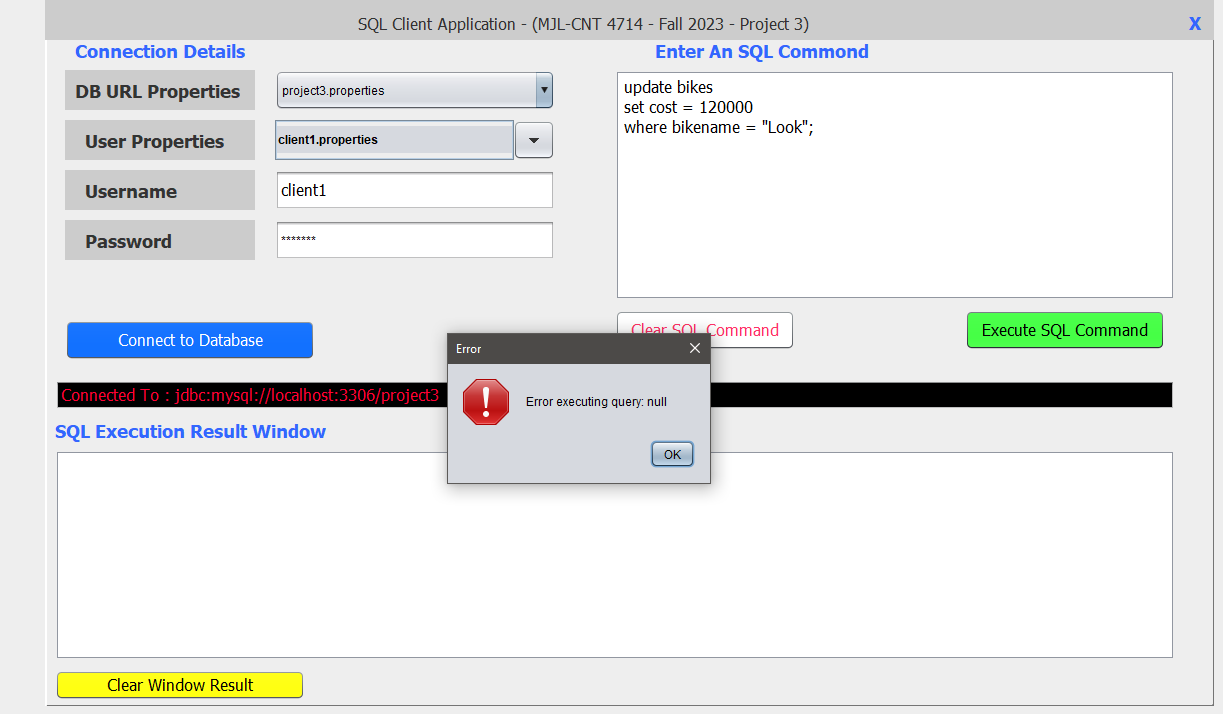 SQL Client Application - (MJL-CNT 4714 - Fall 2023 - Project 3)
X
Connection Details
Enter An SQL Commond
DB URL Properties
project3.properties
User Properties
client1.properties
Username
client1
Password
*******
update bikes
set cost = 120000
where bikename = "Look";
Connect to Database
Clear SQL Command
Execute SQL Command
Error
Error executing query: null
OK
Connected To : jdbc:mysql://localhost:3306/project3
SQL Execution Result Window
Clear Window Result